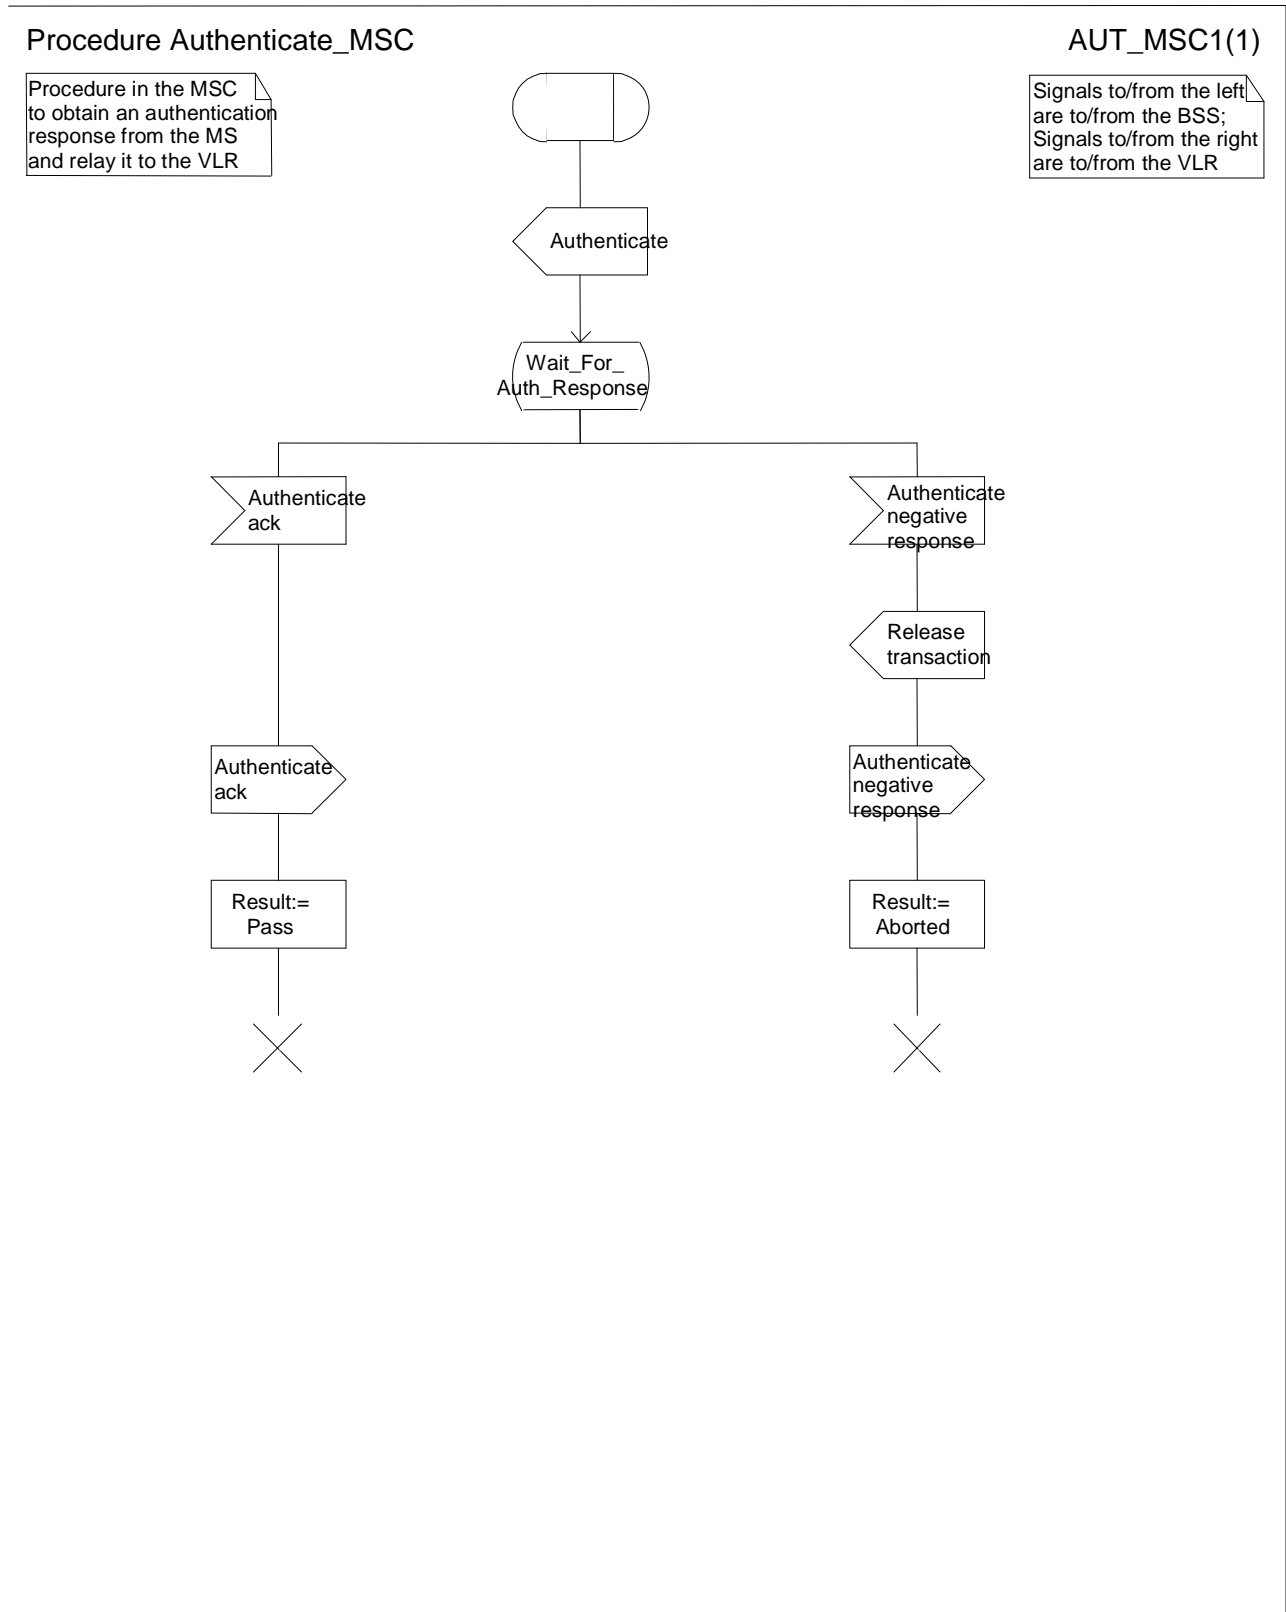 Procedure Authenticate_MSC
AUT_MSC1(1)
Procedure in the MSC
to obtain an authentication
response from the MS
and relay it to the VLR
Signals to/from the left
are to/from the BSS;
Signals to/from the right
are to/from the VLR
Authenticate
Wait_For_
Auth_Response
Authenticate
ack
Authenticate
negative
response
Release
transaction
Authenticate
ack
Authenticate
negative
response
Result:=
Pass
Result:=
Aborted